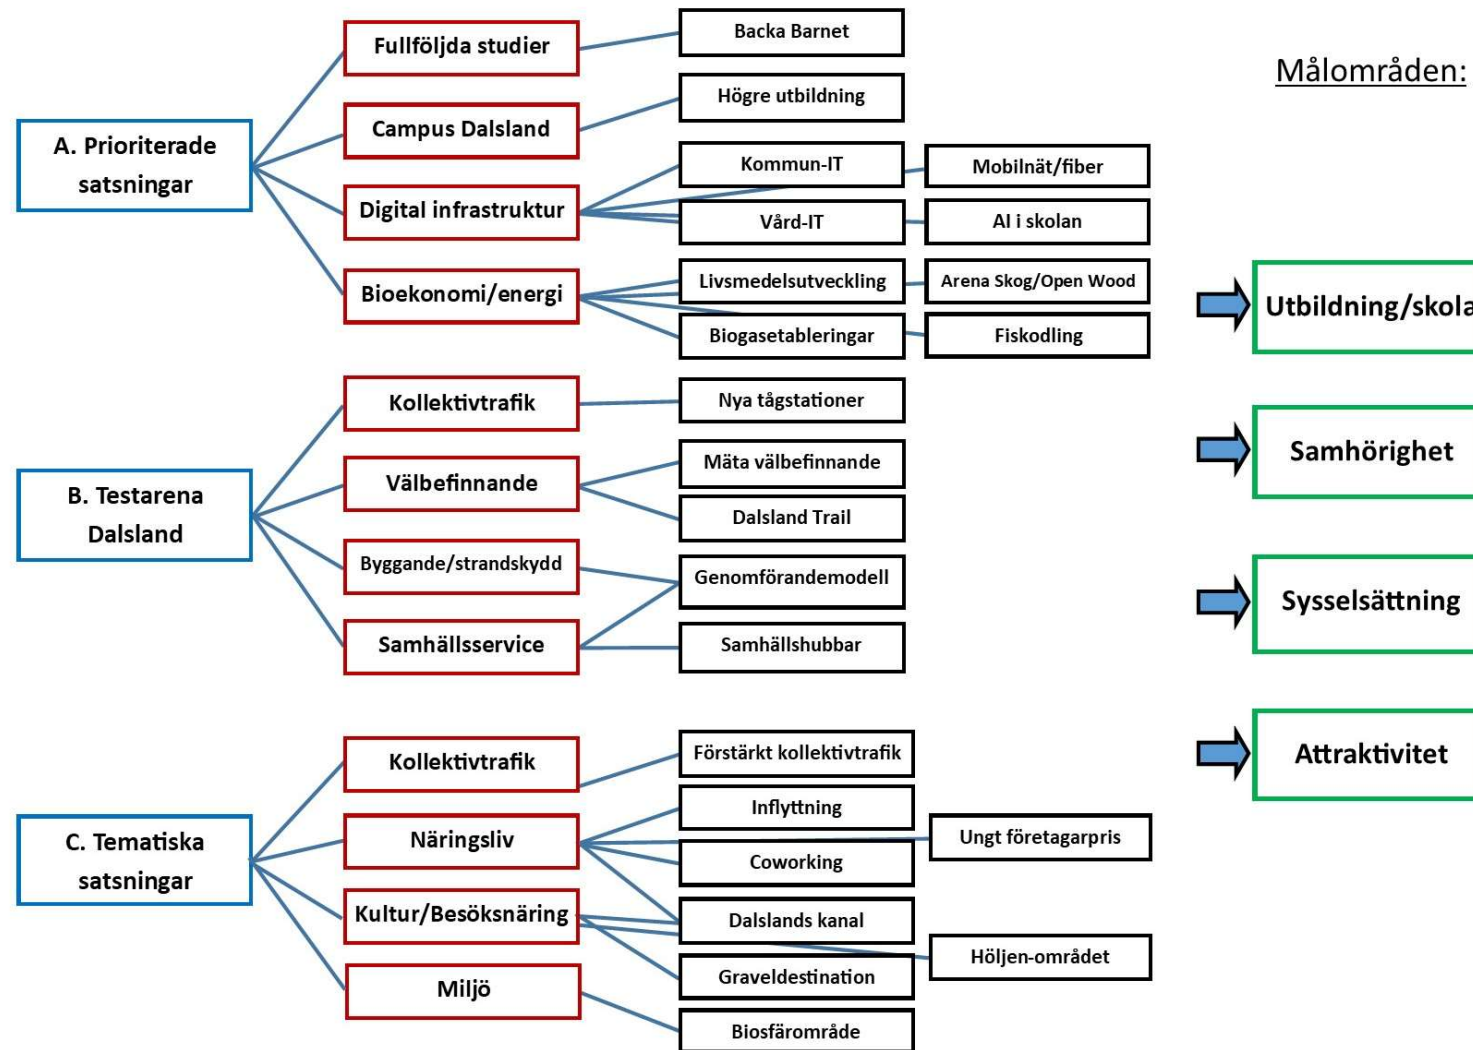 Målområden:
A. Prioriterade
satsningar
Fullföljda studier
Backa Barnet
Campus Dalsland
Högre utbildning
Digital infrastruktur
Kommun-IT
Mobilnät/fiber
Vård-IT
AI i skolan
Bioekonomi/energi
Livsmedelsutveckling
Arena Skog/Open Wood
Biogasetableringar
Fiskodling
B. Testarena
Dalsland
Kollektivtrafik
Nya tågstationer
Välbefinnande
Mäta välbefinnande
Dalsland Trail
Byggande/strandskydd
Genomförandemodell
Samhällsservice
Samhällshubbar
C. Tematiska
satsningar
Kollektivtrafik
Förstärkt kollektivtrafik
Näringsliv
Inflyttning
Ungt företagarpris
Coworking
Kultur/Besöksnäring
Dalslands kanal
Höljen-området
Graveldestination
Miljö
Biosfärområde
Utbildning/skola
Samhörighet
Sysselsättning
Attraktivitet